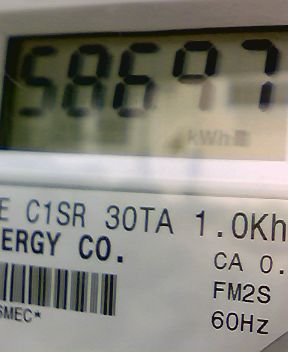 58697
kWh
E C1SR 30TA 1.0Kh
ERGY CO.
CA 0.
FM2S
SMEC*
60Hz